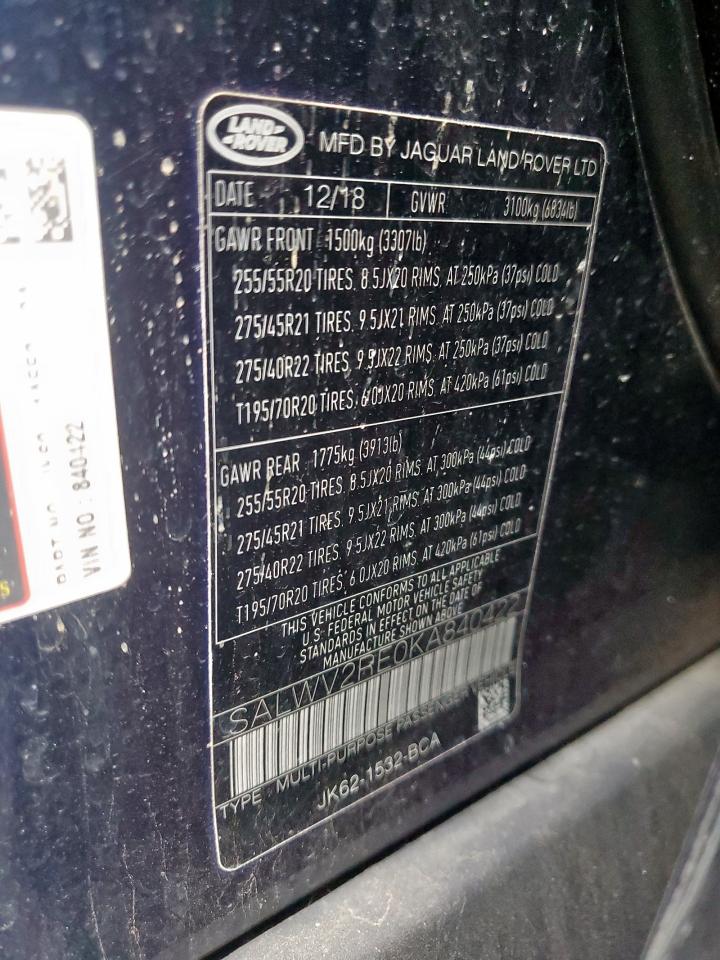 LAND-
-ROVER
MFD BY JAGUAR LAND ROVER LTD
DATE 12/18 GVWR 3100kg (6834lb)
GAWR FRONT 1500kg (3307lb)
255/55R20 TIRES, 8.5JX20 RIMS, AT 250kPa (37psi) COLD
275/45R21 TIRES, 9.5JX21 RIMS, AT 250kPa (37psi) COLD
275/40R22 TIRES, 9.5JX22 RIMS, AT 250kPa (37psi) COLD
T195/70R20 TIRES, 6.0JX20 RIMS, AT 420kPa (61psi) COLD
GAWR REAR 1775kg (3913lb)
255/55R20 TIRES, 8.5JX20 RIMS, AT 300kPa (44psi) COLD
275/45R21 TIRES, 9.5JX21 RIMS, AT 300kPa (44psi) COLD
275/40R22 TIRES, 9.5JX22 RIMS, AT 300kPa (44psi) COLD
T195/70R20 TIRES, 6.0JX20 RIMS, AT 420kPa (61psi) COLD
THIS VEHICLE CONFORMS TO ALL APPLICABLE
U.S. FEDERAL MOTOR VEHICLE SAFETY
STANDARDS IN EFFECT ON THE DATE OF
MANUFACTURE SHOWN ABOVE
SALWV2RE0KA840422
TYPE : MULTI-PURPOSE PASSENGER VEHICLE
JK62-1532-BCA
PART NO
VIN NO : 840422